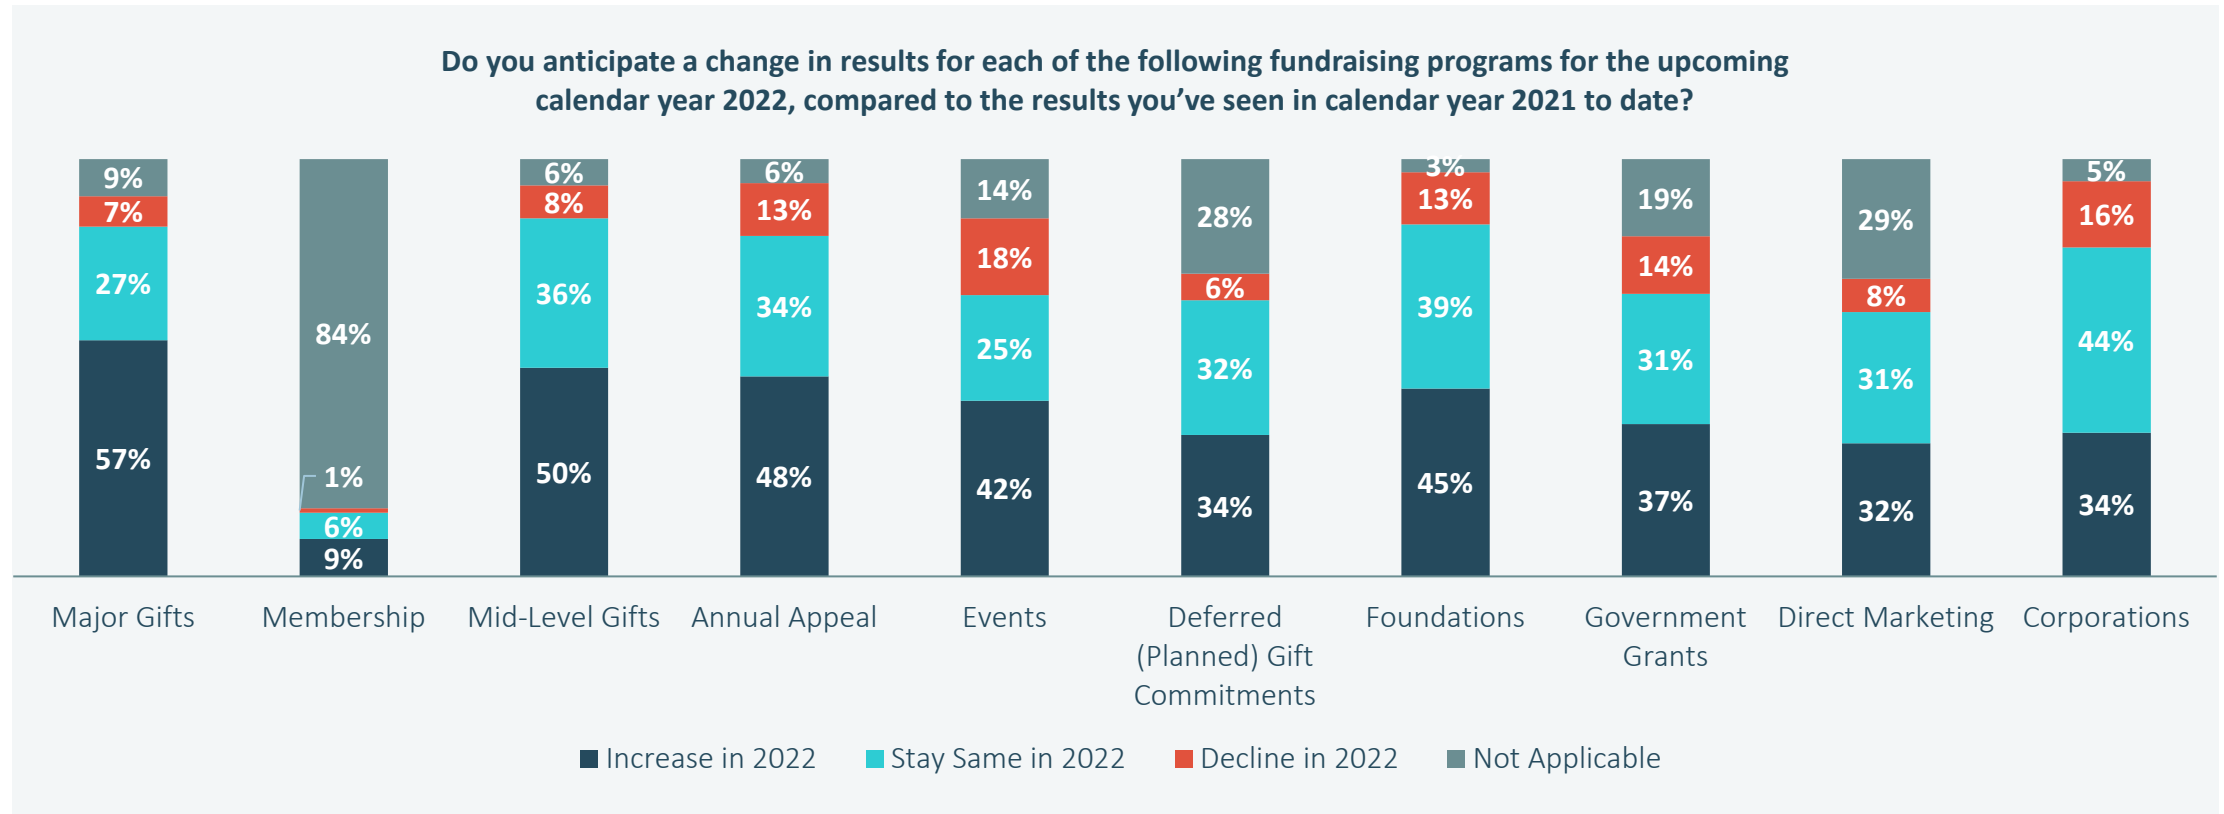 Do you anticipate a change in results for each of the following fundraising programs for the upcoming
calendar year 2022, compared to the results you’ve seen in calendar year 2021 to date?
9%
7%
27%
57%
84%
1%
6%
9%
6%
8%
36%
50%
6%
13%
34%
48%
14%
18%
25%
42%
28%
6%
32%
34%
3%
13%
39%
45%
19%
14%
31%
37%
29%
8%
31%
32%
5%
16%
44%
34%
Major Gifts
Membership
Mid-Level Gifts
Annual Appeal
Events
Deferred
(Planned) Gift
Commitments
Foundations
Government
Grants
Direct Marketing
Corporations
Increase in 2022
Stay Same in 2022
Decline in 2022
Not Applicable